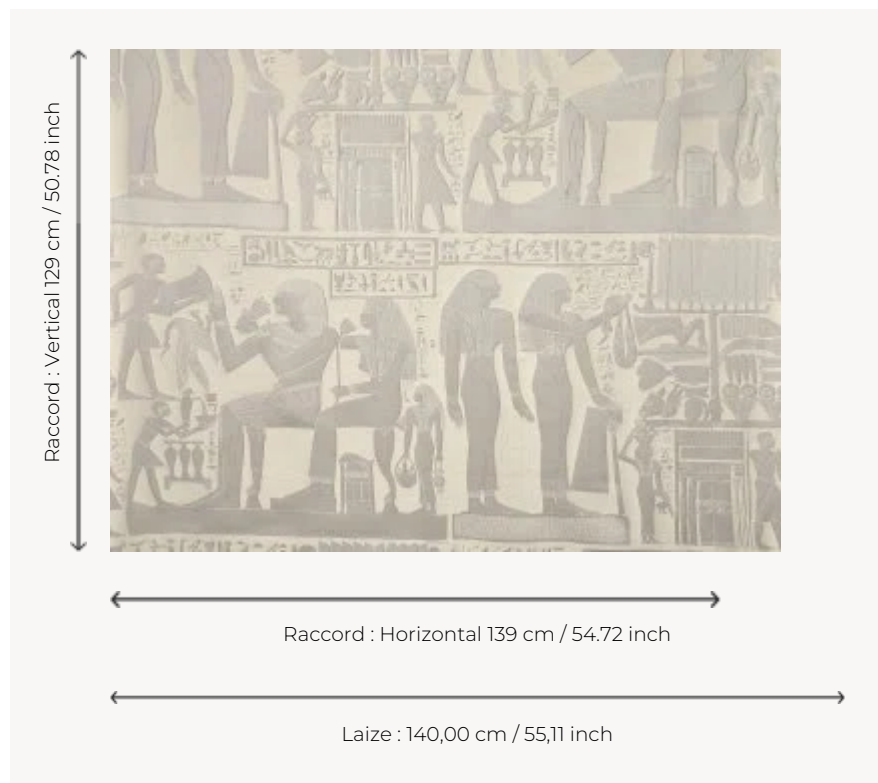 Raccord : Vertical 129 cm / 50.78 inch
Raccord : Horizontal 139 cm / 54.72 inch
Laize : 140,00 cm / 55,11 inch